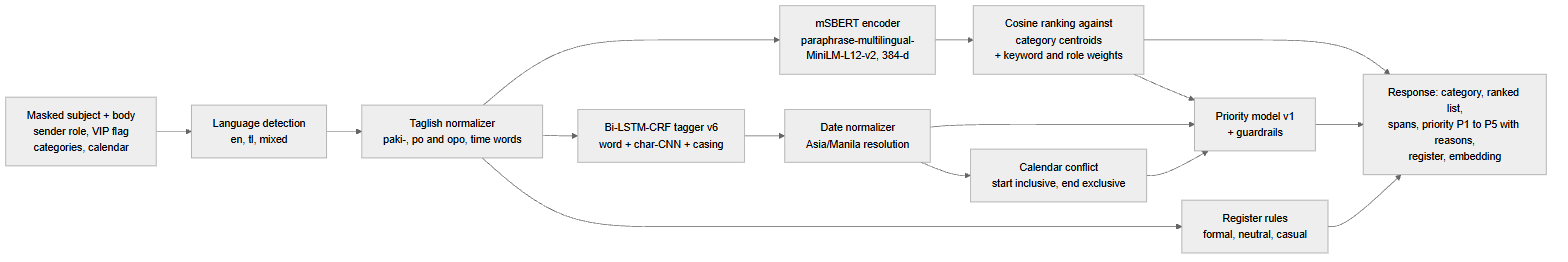 Masked subject + body
sender role, VIP flag
categories, calendar
Language detection
en, tl, mixed
Taglish normalizer
paki-, po and opo, time words
mSBERT encoder
paraphrase-multilingual-
MiniLM-L12-v2, 384-d
Cosine ranking against
category centroids
+ keyword and role weights
Bi-LSTM-CRF tagger v6
word + char-CNN + casing
Date normalizer
Asia/Manila resolution
Calendar conflict
start inclusive, end exclusive
Priority model v1
+ guardrails
Register rules
formal, neutral, casual
Response: category, ranked
list,
spans, priority P1 to P5 with
reasons,
register, embedding